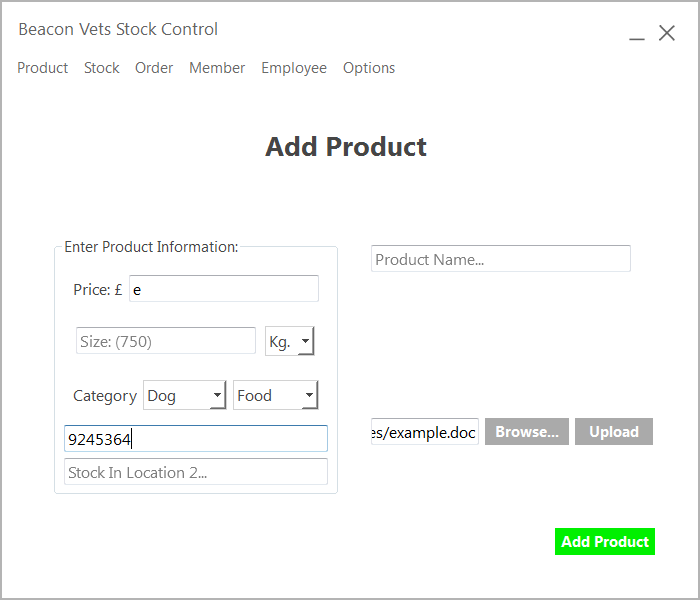 Beacon Vets Stock Control
Product Stock Order Member Employee Options
Add Product
Enter Product Information:
Product Name...
Price: £ e
Size: (750) Kg.
Category Dog Food
es/example.doc Browse... Upload
9245364
Stock In Location 2...
Add Product